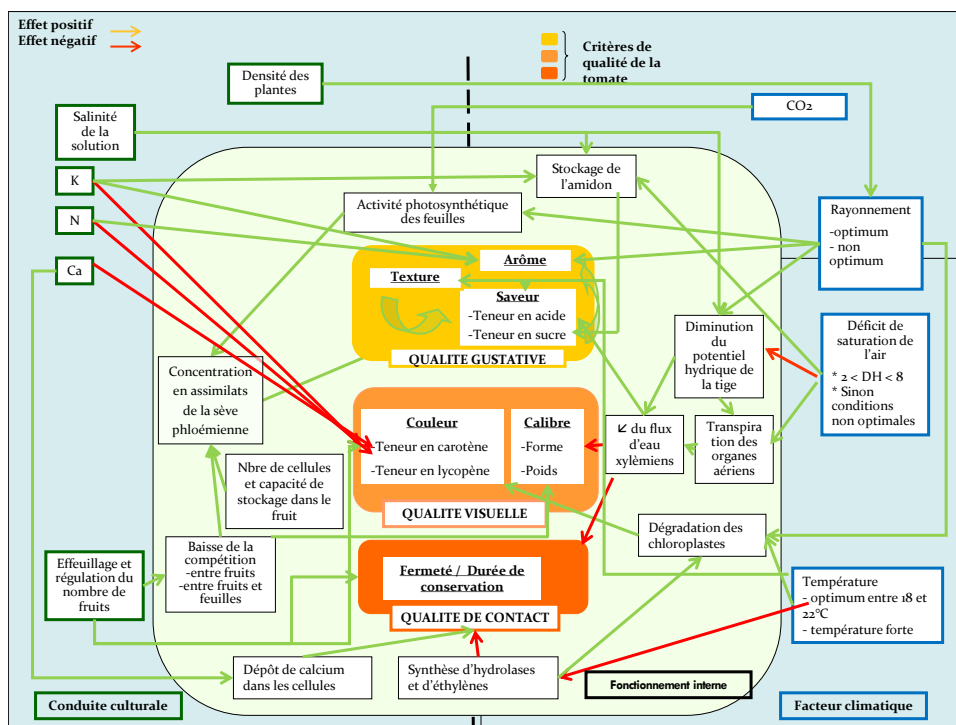 Effet positif
Effet négatif
Critères de
qualité de la
tomate
Densité des
plantes
CO2
Salinité
de la
solution
Stockage de
l'amidon
K
Activité photosynthétique
des feuilles
N
Rayonnement
-optimum
- non
optimum
Ca
Arôme
Texture
Saveur
-Teneur en acide
-Teneur en sucre
QUALITE GUSTATIVE
Diminution
du
potentiel
hydrique de
la tige
Déficit de
saturation de
l'air
* 2 < DH < 8
* Sinon
conditions
non optimales
Concentration
en assimilats
de la sève
phloémienne
Couleur
-Teneur en carotène
-Teneur en lycopène
Calibre
-Forme
-Poids
QUALITE VISUELLE
↙ du flux
d'eau
xylèmiens
Transpira
tion des
organes
aériens
Nbre de cellules
et capacité de
stockage dans le
fruit
Dégradation des
chloroplastes
Effeuillage et
régulation du
nombre de
fruits
Baisse de la
compétition
-entre fruits
-entre fruits et
feuilles
Fermeté / Durée de
conservation
QUALITE DE CONTACT
Température
- optimum entre 18 et
22°C
- température forte
Dépôt de calcium
dans les cellules
Synthèse d'hydrolases
et d'éthylènes
Fonctionnement interne
Conduite culturale
Facteur climatique